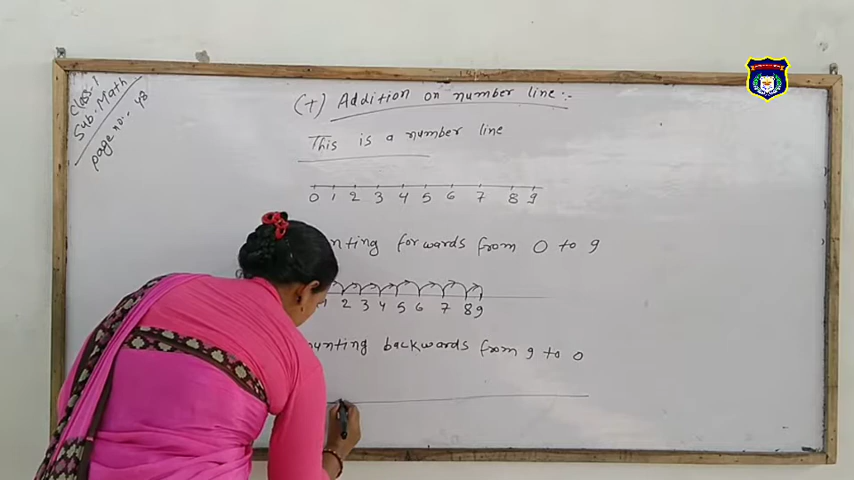 Class-1
Sub:-Math
page no:- 48
(+) Addition on number line :-
This is a number line
0 1 2 3 4 5 6 7 8 9
forwards from 0 to 9
2 3 4 5 6 7 8 9
backwards from 9 to 0